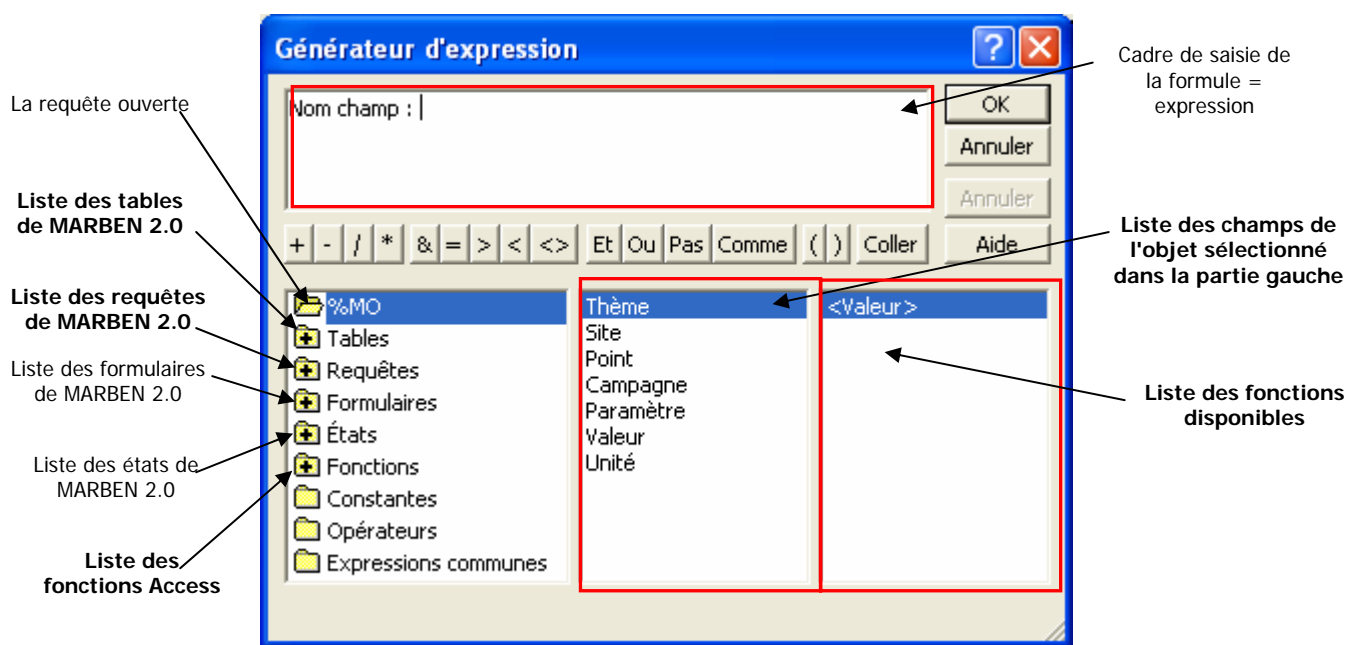 Générateur d'expression
Cadre de saisie de
la formule =
expression
La requête ouverte
Nom champ :
OK
Annuler
Annuler
Liste des tables
de MARBEN 2.0
Liste des champs de
l'objet sélectionné
dans la partie gauche
+ - / * & = > < <> Et Ou Pas Comme ( ) Coller Aide
Liste des requêtes
de MARBEN 2.0
Liste des formulaires
de MARBEN 2.0
Liste des états de
MARBEN 2.0
Liste des
fonctions Access
%MO
Tables
Requêtes
Formulaires
États
Fonctions
Constantes
Opérateurs
Expressions communes
Thème
Site
Point
Campagne
Paramètre
Valeur
Unité
<Valeur>
Liste des fonctions
disponibles